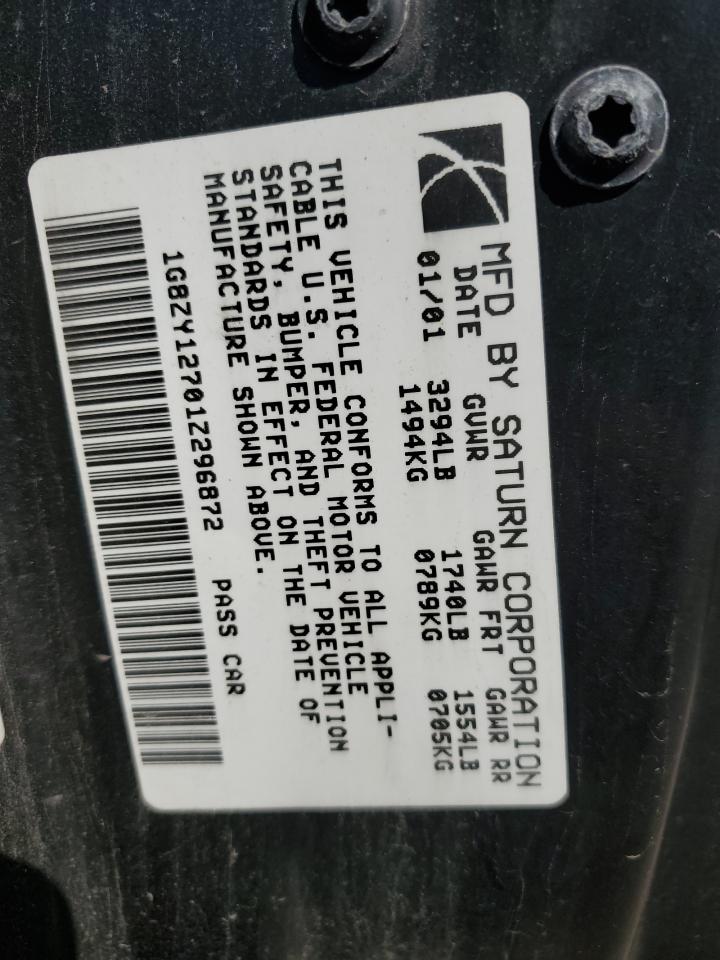 MFD BY SATURN CORPORATION
DATE GVWR GAWR FRT GAWR RR
01/01 3294LB 1740LB 1554LB
1494KG 0789KG 0705KG
THIS VEHICLE CONFORMS TO ALL APPLI-
CABLE U.S. FEDERAL MOTOR VEHICLE
SAFETY, BUMPER, AND THEFT PREVENTION
STANDARDS IN EFFECT ON THE DATE OF
MANUFACTURE SHOWN ABOVE.
1G8ZY12701Z296872 PASS CAR